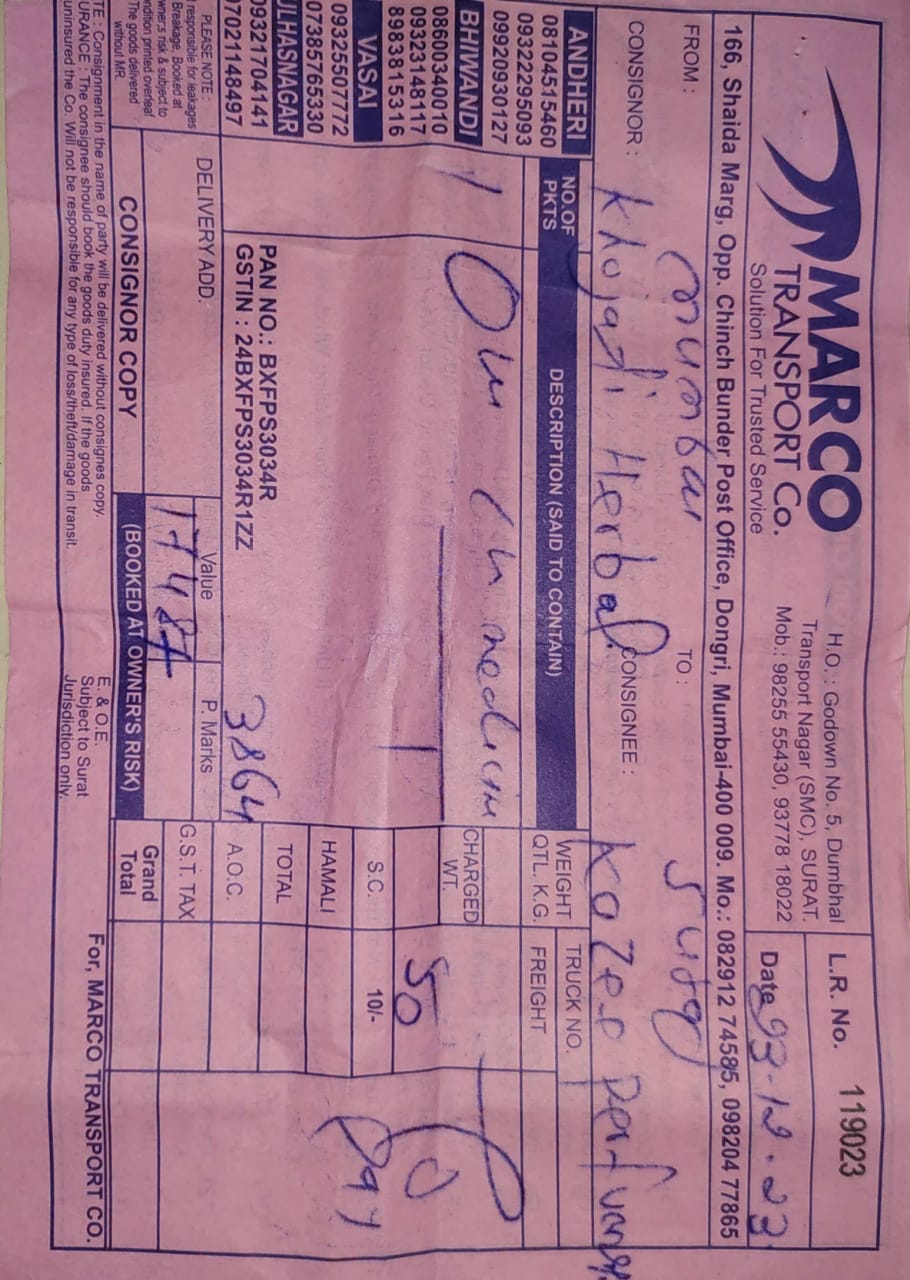 MARCO
TRANSPORT Co.
Solution For Trusted Service
H.O.: Godown No. 5, Dumbhal
Transport Nagar (SMC), SURAT.
Mob.: 98255 55430, 93778 18022
L.R. No. 119023
Date 23.12.23
166, Shaida Marg, Opp. Chinch Bunder Post Office, Dongri, Mumbai-400 009. Mo.: 082912 74585, 098204 77865
FROM : mumbai TO : Surat
CONSIGNOR : Khojati Herbal CONSIGNEE : Kazeo Perfumes
ANDHERI
08104515460
09322295093
09920930127
BHIWANDI
08600340010
09323148117
8983815316
VASAI
09325507772
07385765330
ULHASNAGAR
09321704141
07021148497
NO. OF PKTS
DESCRIPTION (SAID TO CONTAIN)
WEIGHT QTL. K.G.
TRUCK NO.
FREIGHT
1
medicin
CHARGED WT.
50
S.C. 10/-
HAMALI
TOTAL
A.O.C.
G.S.T. TAX
Grand Total
PAN NO.: BXFPS3034R
GSTIN : 24BXFPS3034R1ZZ
3864
DELIVERY ADD.
Value
P. Marks
17487
PLEASE NOTE :
responsible for leakages
Breakage, Booked at
owner,s risk & subject to
condition printed overleaf
The goods delivered
without MR.
CONSIGNOR COPY
(BOOKED AT OWNER'S RISK)
TE : Consignment in the name of party will be delivered without consignes copy.
URANCE : The consignee should book the goods duty insured. If the goods
uninsured the Co. Will not be responsible for any type of loss/theft/damage in transit.
E. & O.E.
Subject to Surat
Jurisdiction only.
For, MARCO TRANSPORT CO.